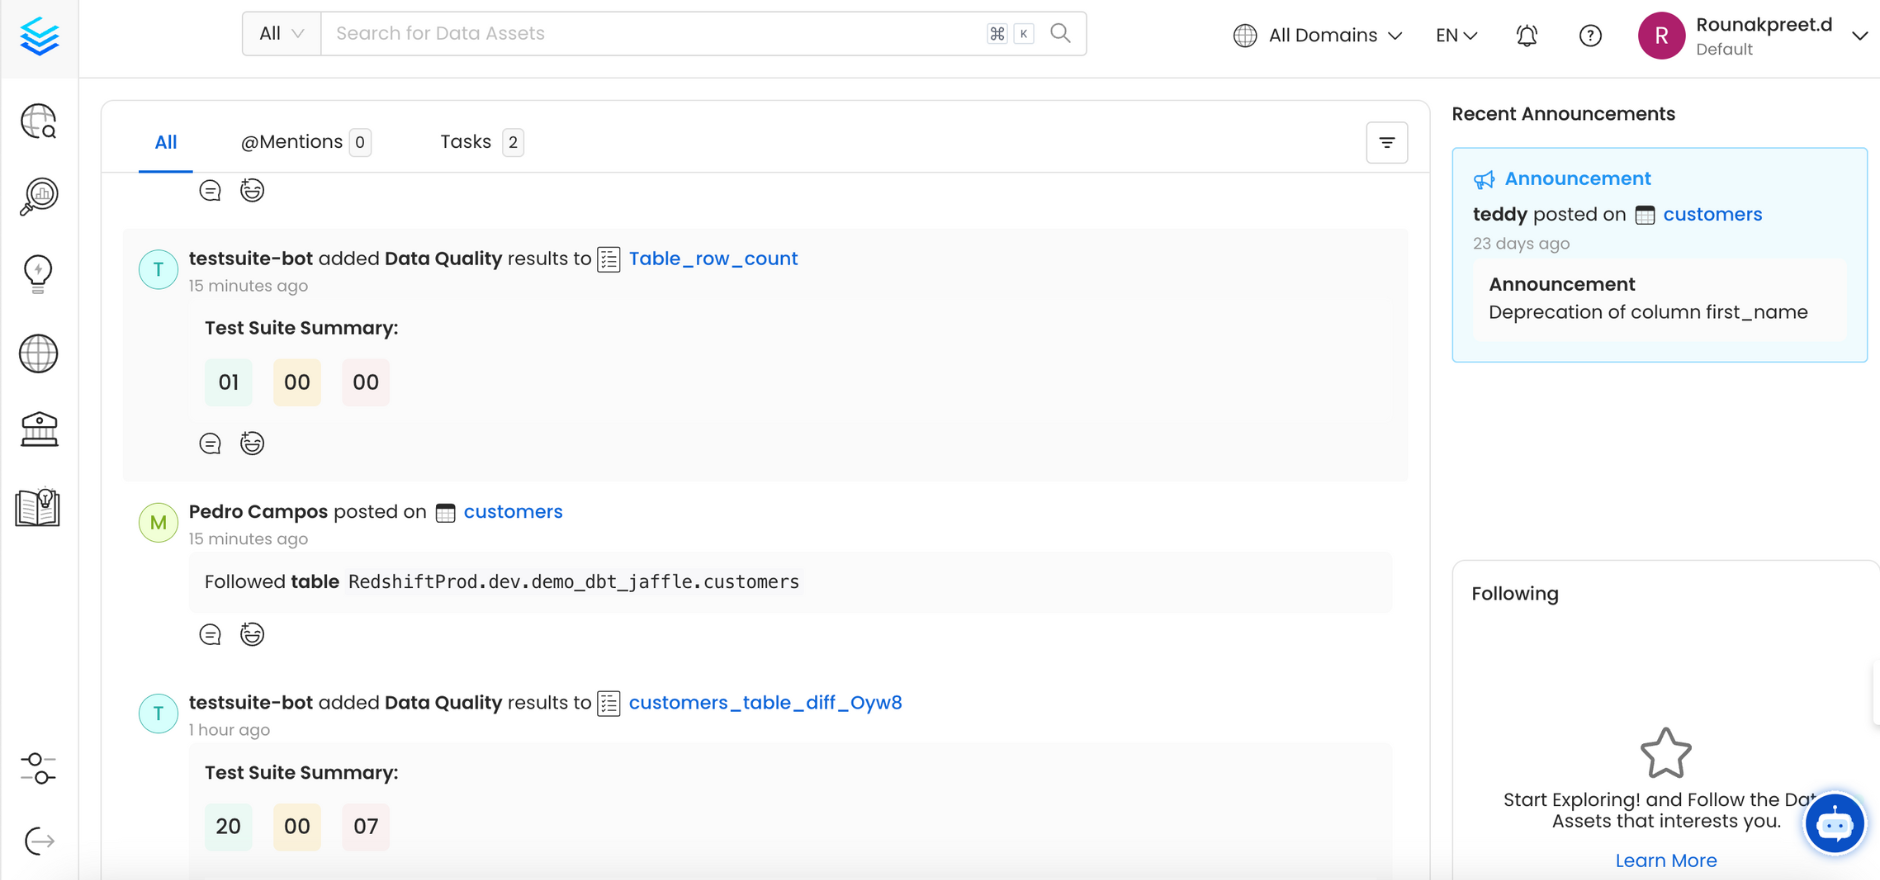 All
Search for Data Assets
⌘ K
All Domains
EN
R
Rounakpreet.d
Default
All
@Mentions 0
Tasks 2
T
testsuite-bot added Data Quality results to Table_row_count
15 minutes ago
Test Suite Summary:
01 00 00
M
Pedro Campos posted on customers
15 minutes ago
Followed table RedshiftProd.dev.demo_dbt_jaffle.customers
T
testsuite-bot added Data Quality results to customers_table_diff_Oyw8
1 hour ago
Test Suite Summary:
20 00 07
Recent Announcements
Announcement
teddy posted on customers
23 days ago
Announcement
Deprecation of column first_name
Following
Start Exploring! and Follow the Dat
Assets that interests you.
Learn More